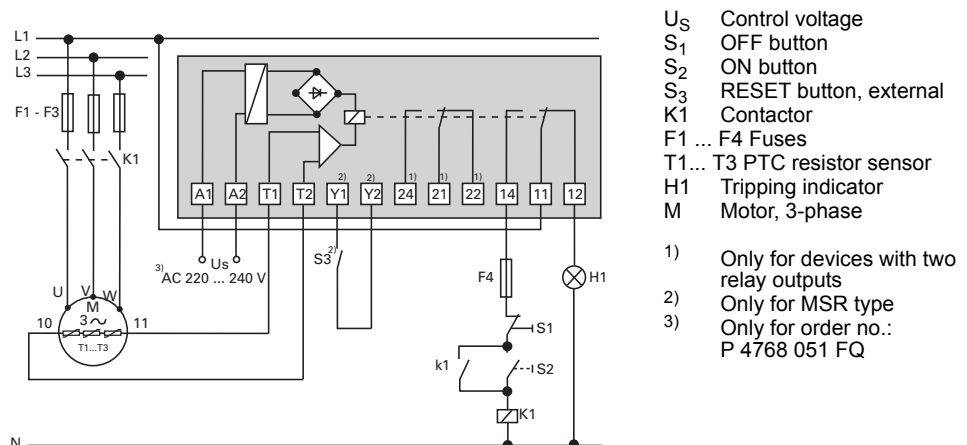 L1
L2
L3
F1 - F3
K1
A1 A2 T1 T2 2) Y1 2) Y2 1) 24 1) 21 1) 22 14 11 12
Us
3) AC 220 ... 240 V
S3 2)
F4
H1
S1
k1
S2
K1
U V W
M
3 ~
10 11
T1...T3
N
US Control voltage
S1 OFF button
S2 ON button
S3 RESET button, external
K1 Contactor
F1 ... F4 Fuses
T1... T3 PTC resistor sensor
H1 Tripping indicator
M Motor, 3-phase
1) Only for devices with two
relay outputs
2) Only for MSR type
3) Only for order no.:
P 4768 051 FQ